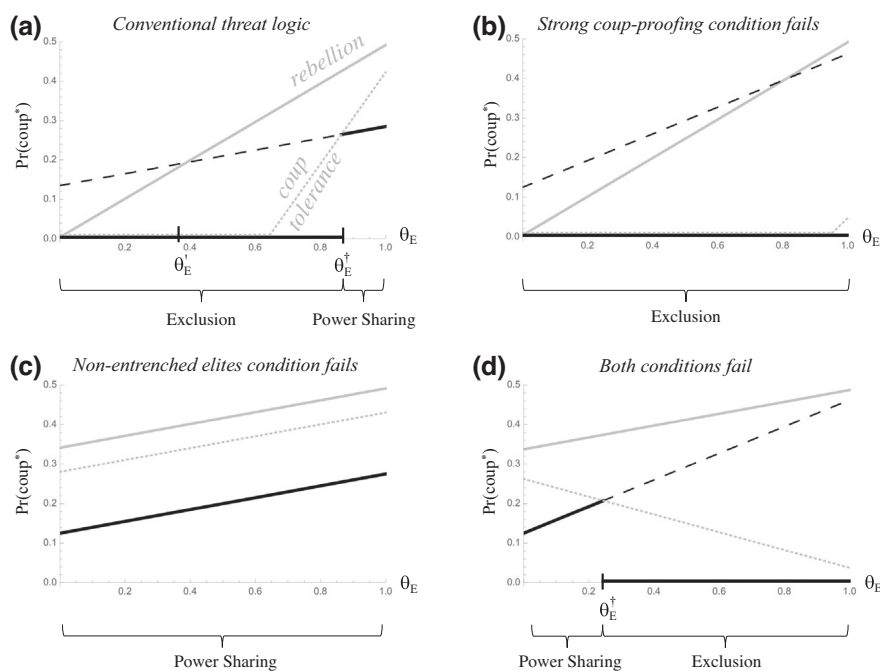 (a) Conventional threat logic
Pr(coup*)
0.5
0.4
0.3
0.2
0.1
0.0
rebellion
coup
tolerance
0.2 0.4 0.6 0.8 1.0
θE
θ'E
θ†E
Exclusion
Power Sharing
(b) Strong coup-proofing condition fails
Pr(coup*)
0.5
0.4
0.3
0.2
0.1
0.0
0.2 0.4 0.6 0.8 1.0
θE
Exclusion
(c) Non-entrenched elites condition fails
Pr(coup*)
0.5
0.4
0.3
0.2
0.1
0.0
0.2 0.4 0.6 0.8 1.0
θE
Power Sharing
(d) Both conditions fail
Pr(coup*)
0.5
0.4
0.3
0.2
0.1
0.0
0.2 0.4 0.6 0.8 1.0
θE
θ†E
Power Sharing
Exclusion